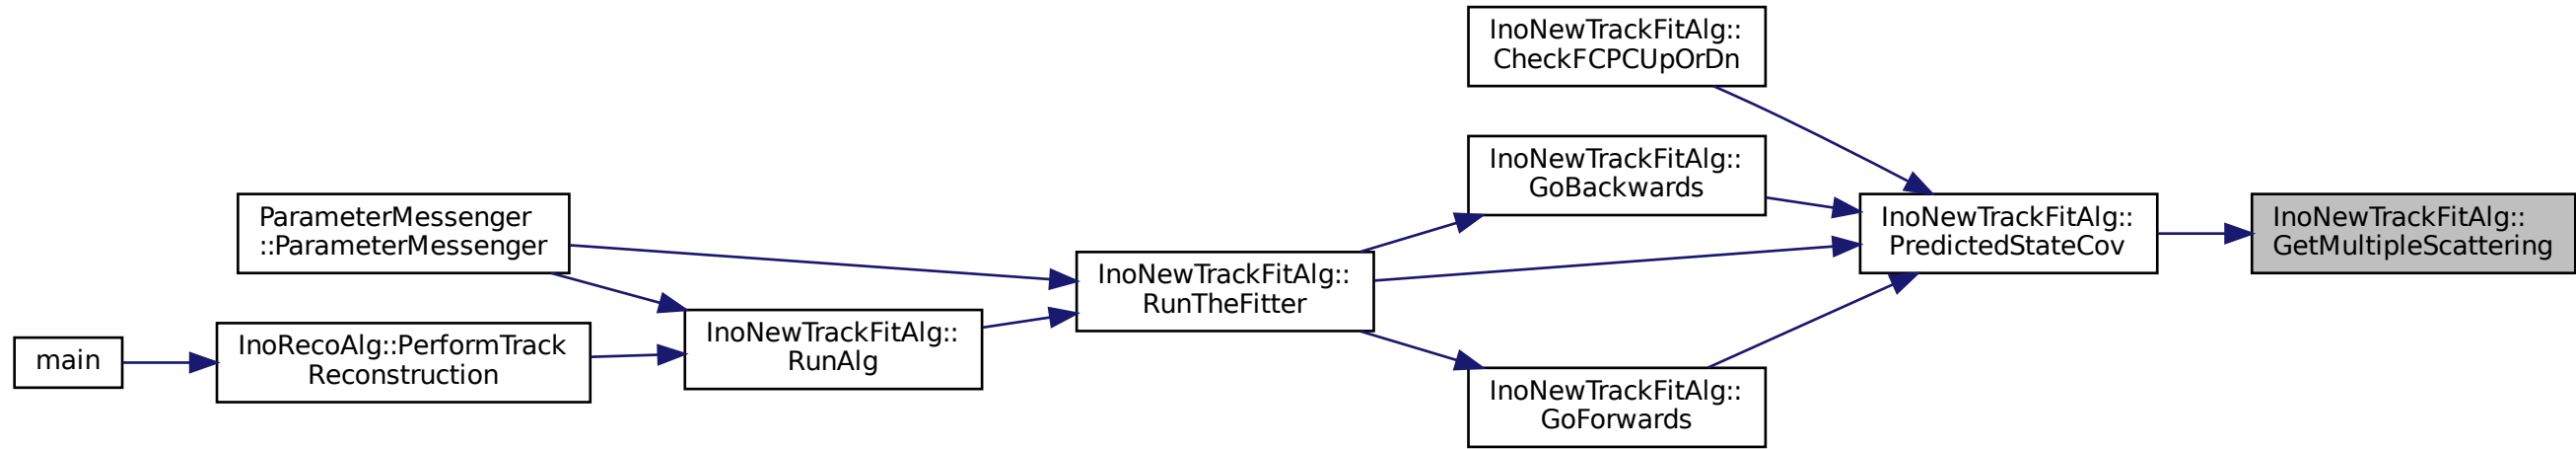 main
InoRecoAlg::PerformTrack
Reconstruction
ParameterMessenger
::ParameterMessenger
InoNewTrackFitAlg::
RunAlg
InoNewTrackFitAlg::
RunTheFitter
InoNewTrackFitAlg::
CheckFCPCUpOrDn
InoNewTrackFitAlg::
GoBackwards
InoNewTrackFitAlg::
GoForwards
InoNewTrackFitAlg::
PredictedStateCov
InoNewTrackFitAlg::
GetMultipleScattering